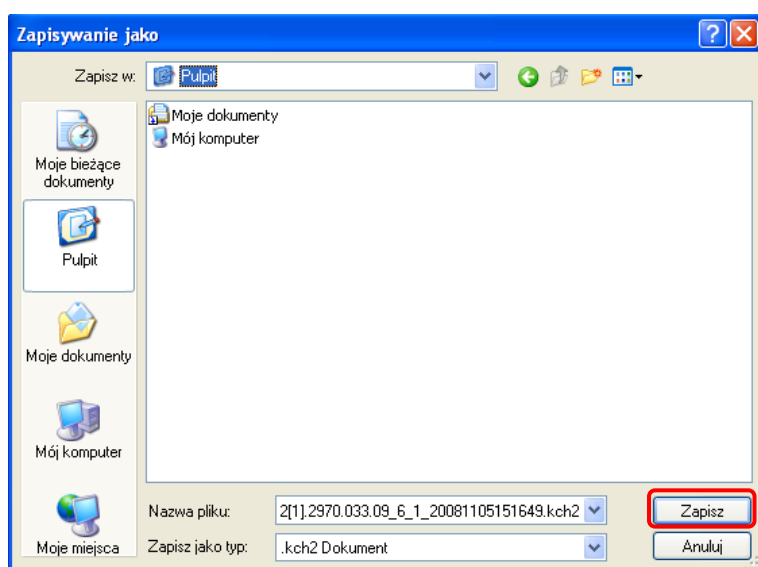 Zapisywanie jako
Zapisz w:
Pulpit
Moje dokumenty
Mój komputer
Moje bieżące
dokumenty
Pulpit
Moje dokumenty
Mój komputer
Moje miejsca
Nazwa pliku:
2[1].2970.033.09_6_1_20081105151649.kch2
Zapisz
Zapisz jako typ:
.kch2 Dokument
Anuluj